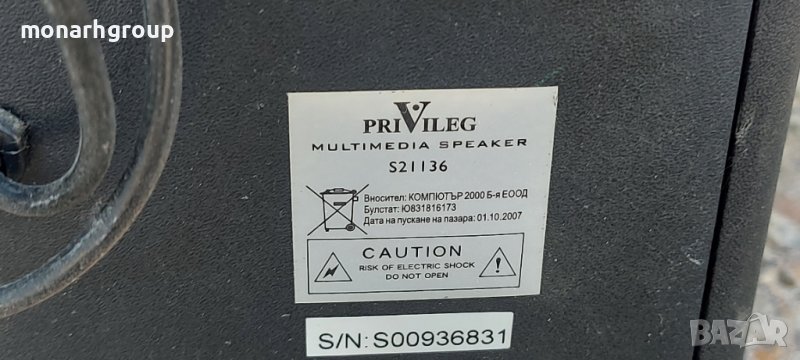 monarhgroup
PRIVILEG
MULTIMEDIA SPEAKER
S21136
Вносител: КОМПЮТЪР 2000 Б-я ЕООД
Булстат: Ю831816173
Дата на пускане на пазара: 01.10.2007
CAUTION
RISK OF ELECTRIC SHOCK
DO NOT OPEN
S/N: S00936831
BAZAR